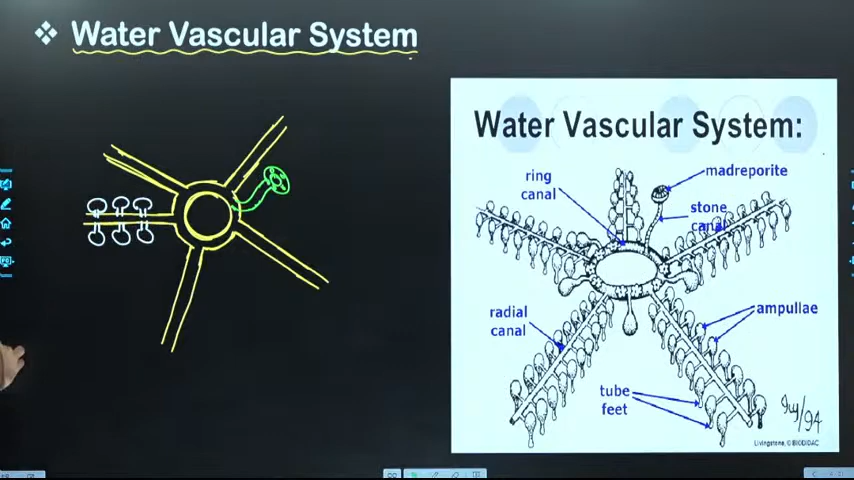 ❖ Water Vascular System
Water Vascular System:
ring
canal
madreporite
stone
canal
radial
canal
ampullae
tube
feet
Livingstone, © BIODIDAC